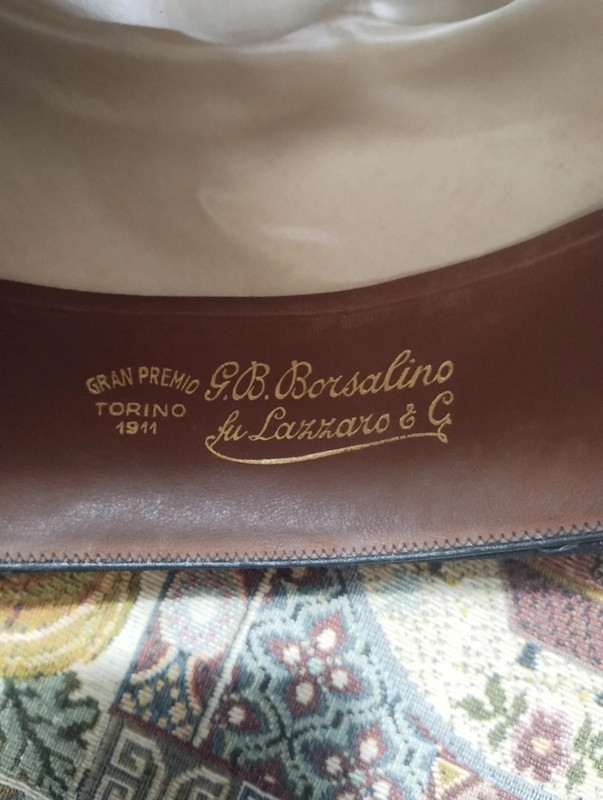 GRAN PREMIO
TORINO
1911
G.B. Borsalino
fu Lazzaro & C.